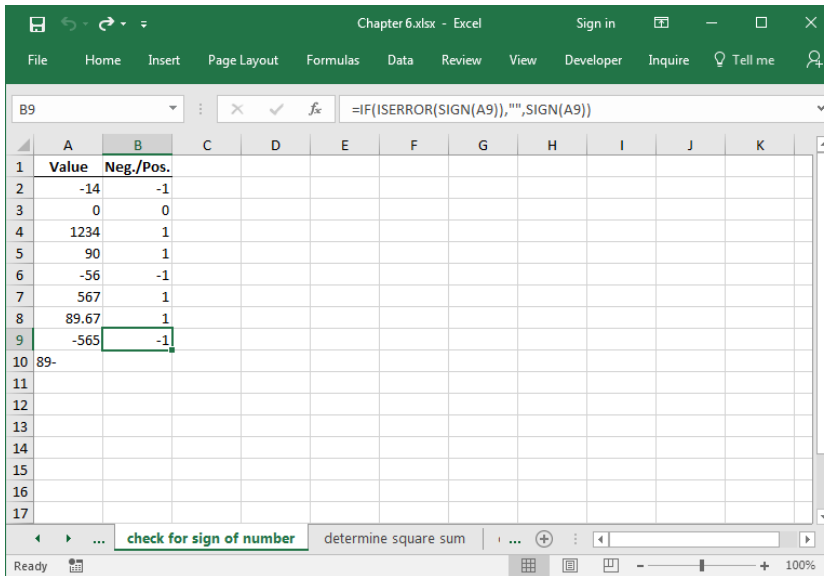 Chapter 6.xlsx - Excel Sign in
File Home Insert Page Layout Formulas Data Review View Developer Inquire Tell me
B9 fx =IF(ISERROR(SIGN(A9)),"",SIGN(A9))
A B C D E F G H I J K
1 Value Neg./Pos.
2 -14 -1
3 0 0
4 1234 1
5 90 1
6 -56 -1
7 567 1
8 89.67 1
9 -565 -1
10 89-
11
12
13
14
15
16
17
... check for sign of number determine square sum ...
Ready 100%